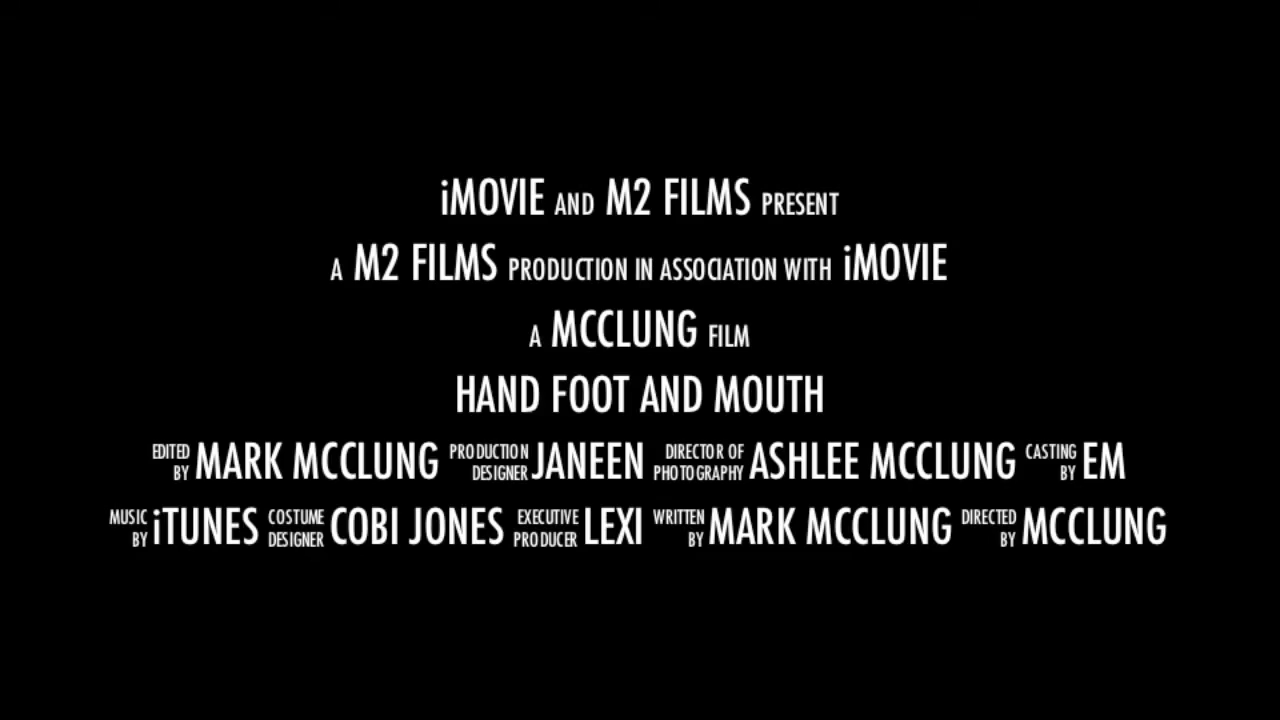 iMOVIE AND M2 FILMS PRESENT
A M2 FILMS PRODUCTION IN ASSOCIATION WITH iMOVIE
A MCCLUNG FILM
HAND FOOT AND MOUTH
EDITED BY MARK MCCLUNG PRODUCTION DESIGNER JANEEN DIRECTOR OF PHOTOGRAPHY ASHLEE MCCLUNG CASTING BY EM
MUSIC BY iTUNES COSTUME DESIGNER COBI JONES EXECUTIVE PRODUCER LEXI WRITTEN BY MARK MCCLUNG DIRECTED BY MCCLUNG